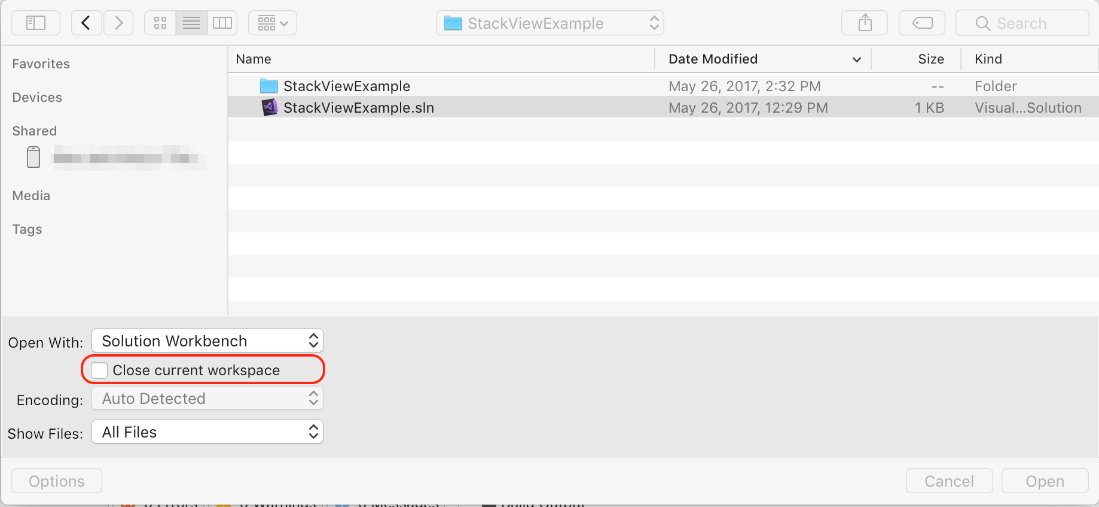 StackViewExample
Search
Favorites
Devices
Shared
Media
Tags
Name Date Modified Size Kind
StackViewExample May 26, 2017, 2:32 PM -- Folder
StackViewExample.sln May 26, 2017, 12:29 PM 1 KB Visual...Solution
Open With: Solution Workbench
Close current workspace
Encoding: Auto Detected
Show Files: All Files
Options Cancel Open